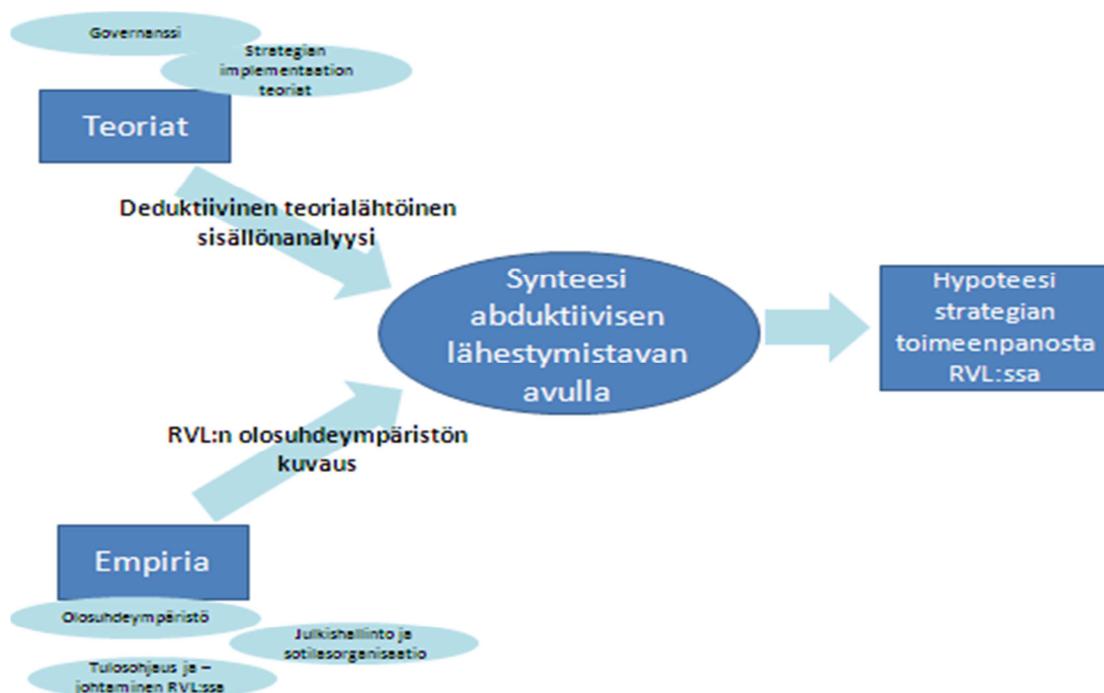 Governanssi
Strategian
implementaation
teoriat
Teoriat
Deduktiivinen teorialähtöinen
sisällönanalyysi
Synteesi
abduktiivisen
lähestymistavan
avulla
Hypoteesi
strategian
toimeenpanosta
RVL:ssa
RVL:n olosuhdeympäristön
kuvaus
Empiria
Olosuhdeympäristö
Julkishallinto ja
sotilasorganisaatio
Tulosohjaus ja –
johtaminen RVL:ssa